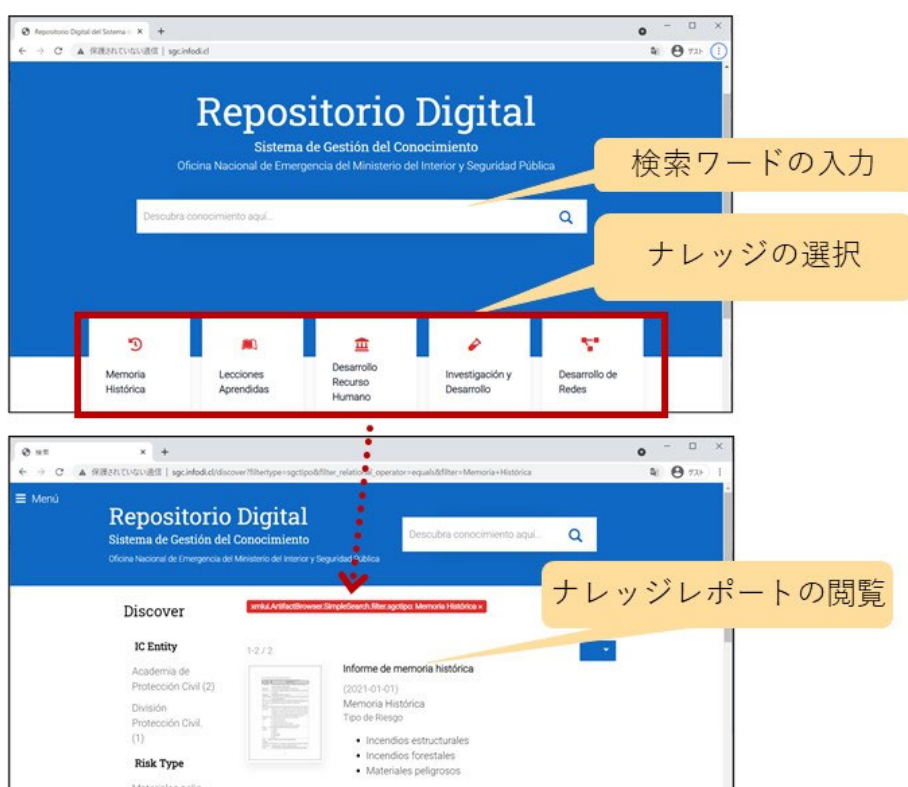 Repositorio Digital del Sistema
保護されていない通信 | sgc.infodi.cl
ゲスト
Repositorio Digital
Sistema de Gestión del Conocimiento
Oficina Nacional de Emergencia del Ministerio del Interior y Seguridad Pública
検索ワードの入力
Descubra conocimiento aquí...
ナレッジの選択
Memoria Histórica
Lecciones Aprendidas
Desarrollo Recurso Humano
Investigación y Desarrollo
Desarrollo de Redes
検索
保護されていない通信 | sgc.infodi.cl/discover?filtertype=sgctipo&filter_relational_operator=equals&filter=Memoria+Histórica
ゲスト
Menú
Repositorio Digital
Sistema de Gestión del Conocimiento
Oficina Nacional de Emergencia del Ministerio del Interior y Seguridad Pública
Descubra conocimiento aquí...
ナレッジレポートの閲覧
Discover
xmlui.ArtifactBrowser.SimpleSearch.filter.sgctipo: Memoria Histórica ×
IC Entity
Academia de
Protección Civil (2)
División
Protección Civil.
(1)
Risk Type
1-2 / 2
Informe de memoria histórica
(2021-01-01)
Memoria Histórica
Tipo de Riesgo
• Incendios estructurales
• Incendios forestales
• Materiales peligrosos